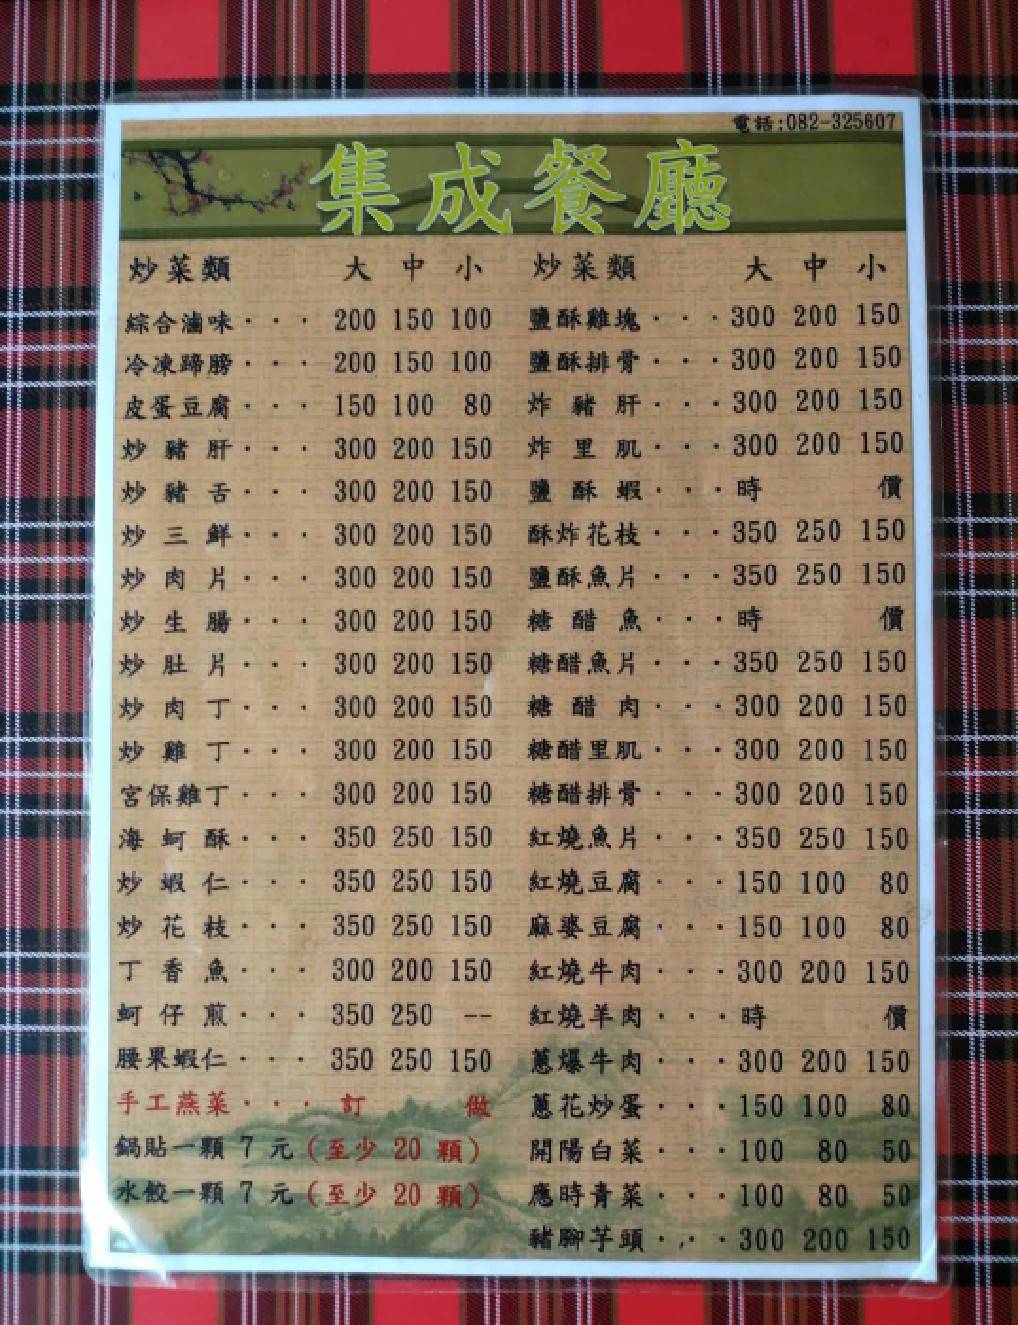 電話:082-325607
集成餐廳
炒菜類 大 中 小
綜合滷味・・・200 150 100
冷凍蹄膀・・・200 150 100
皮蛋豆腐・・・150 100 80
炒豬肝・・・300 200 150
炒豬舌・・・300 200 150
炒三鮮・・・300 200 150
炒肉片・・・300 200 150
炒生腸・・・300 200 150
炒肚片・・・300 200 150
炒肉丁・・・300 200 150
炒雞丁・・・300 200 150
宮保雞丁・・・300 200 150
海蚵酥・・・350 250 150
炒蝦仁・・・350 250 150
炒花枝・・・350 250 150
丁香魚・・・300 200 150
蚵仔煎・・・350 250 --
腰果蝦仁・・・350 250 150
手工蒸菜・・・訂 做
鍋貼一顆 7 元(至少 20 顆)
水餃一顆 7 元(至少 20 顆)
炒菜類 大 中 小
鹽酥雞塊・・・300 200 150
鹽酥排骨・・・300 200 150
炸豬肝・・・300 200 150
炸里肌・・・300 200 150
鹽酥蝦・・・時 價
酥炸花枝・・・350 250 150
鹽酥魚片・・・350 250 150
糖醋魚・・・時 價
糖醋魚片・・・350 250 150
糖醋肉・・・300 200 150
糖醋里肌・・・300 200 150
糖醋排骨・・・300 200 150
紅燒魚片・・・350 250 150
紅燒豆腐・・・150 100 80
麻婆豆腐・・・150 100 80
紅燒牛肉・・・300 200 150
紅燒羊肉・・・時 價
蔥爆牛肉・・・300 200 150
蔥花炒蛋・・・150 100 80
開陽白菜・・・100 80 50
應時青菜・・・100 80 50
豬腳芋頭・・・300 200 150